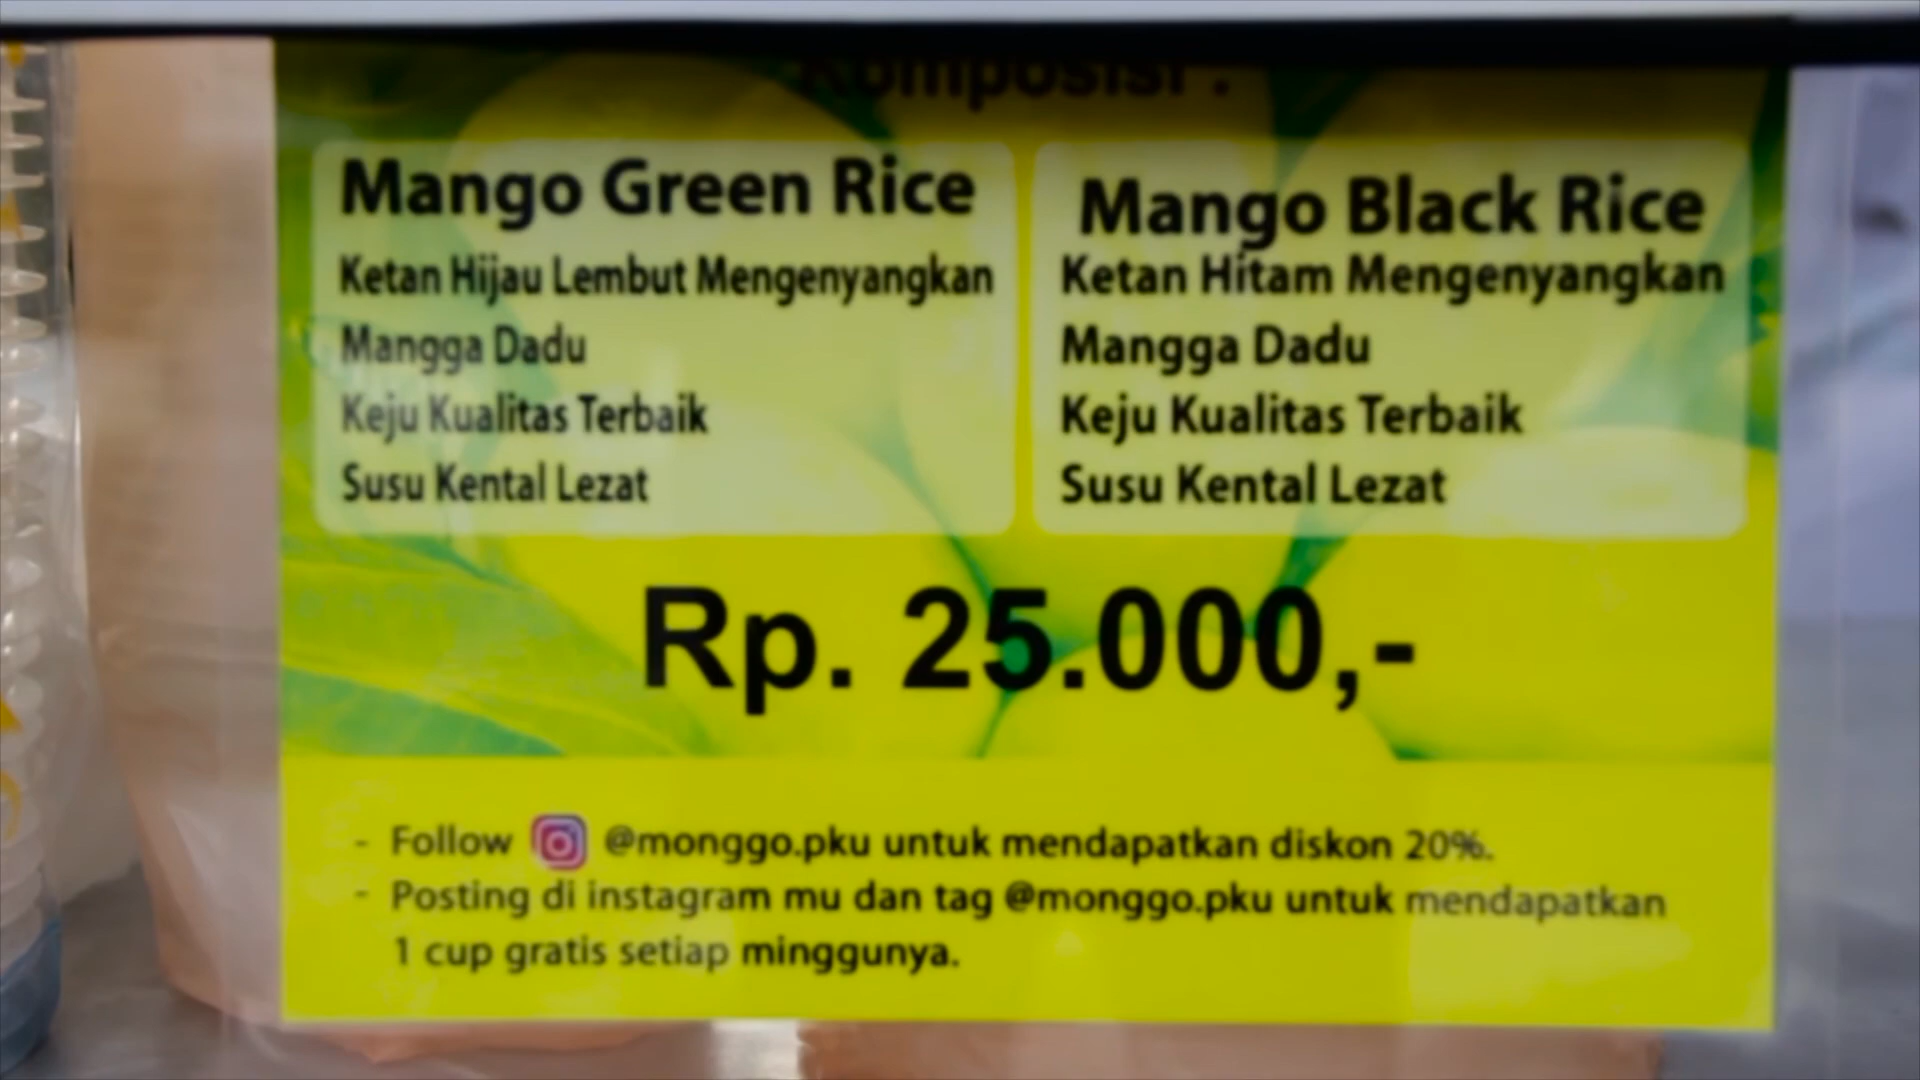 Komposisi :
Mango Green Rice
Ketan Hijau Lembut Mengenyangkan
Mangga Dadu
Keju Kualitas Terbaik
Susu Kental Lezat
Mango Black Rice
Ketan Hitam Mengenyangkan
Mangga Dadu
Keju Kualitas Terbaik
Susu Kental Lezat
Rp. 25.000,-
- Follow @monggo.pku untuk mendapatkan diskon 20%.
- Posting di instagram mu dan tag @monggo.pku untuk mendapatkan
1 cup gratis setiap minggunya.